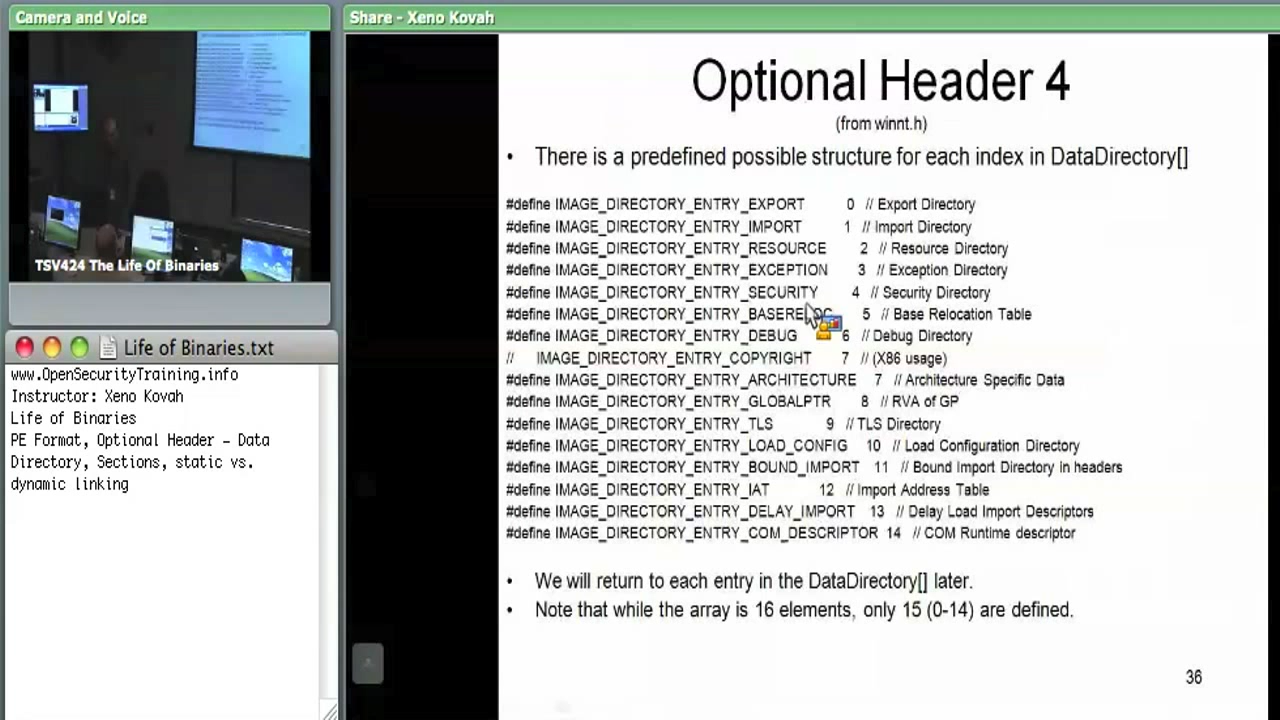 Camera and Voice
TSV424 The Life Of Binaries
Life of Binaries.txt
www.OpenSecurityTraining.info
Instructor: Xeno Kovah
Life of Binaries
PE Format, Optional Header – Data
Directory, Sections, static vs.
dynamic linking
Share - Xeno Kovah
Optional Header 4
(from winnt.h)
• There is a predefined possible structure for each index in DataDirectory[]
#define IMAGE_DIRECTORY_ENTRY_EXPORT 0 // Export Directory
#define IMAGE_DIRECTORY_ENTRY_IMPORT 1 // Import Directory
#define IMAGE_DIRECTORY_ENTRY_RESOURCE 2 // Resource Directory
#define IMAGE_DIRECTORY_ENTRY_EXCEPTION 3 // Exception Directory
#define IMAGE_DIRECTORY_ENTRY_SECURITY 4 // Security Directory
#define IMAGE_DIRECTORY_ENTRY_BASERELOC 5 // Base Relocation Table
#define IMAGE_DIRECTORY_ENTRY_DEBUG 6 // Debug Directory
// IMAGE_DIRECTORY_ENTRY_COPYRIGHT 7 // (X86 usage)
#define IMAGE_DIRECTORY_ENTRY_ARCHITECTURE 7 // Architecture Specific Data
#define IMAGE_DIRECTORY_ENTRY_GLOBALPTR 8 // RVA of GP
#define IMAGE_DIRECTORY_ENTRY_TLS 9 // TLS Directory
#define IMAGE_DIRECTORY_ENTRY_LOAD_CONFIG 10 // Load Configuration Directory
#define IMAGE_DIRECTORY_ENTRY_BOUND_IMPORT 11 // Bound Import Directory in headers
#define IMAGE_DIRECTORY_ENTRY_IAT 12 // Import Address Table
#define IMAGE_DIRECTORY_ENTRY_DELAY_IMPORT 13 // Delay Load Import Descriptors
#define IMAGE_DIRECTORY_ENTRY_COM_DESCRIPTOR 14 // COM Runtime descriptor
• We will return to each entry in the DataDirectory[] later.
• Note that while the array is 16 elements, only 15 (0-14) are defined.
36